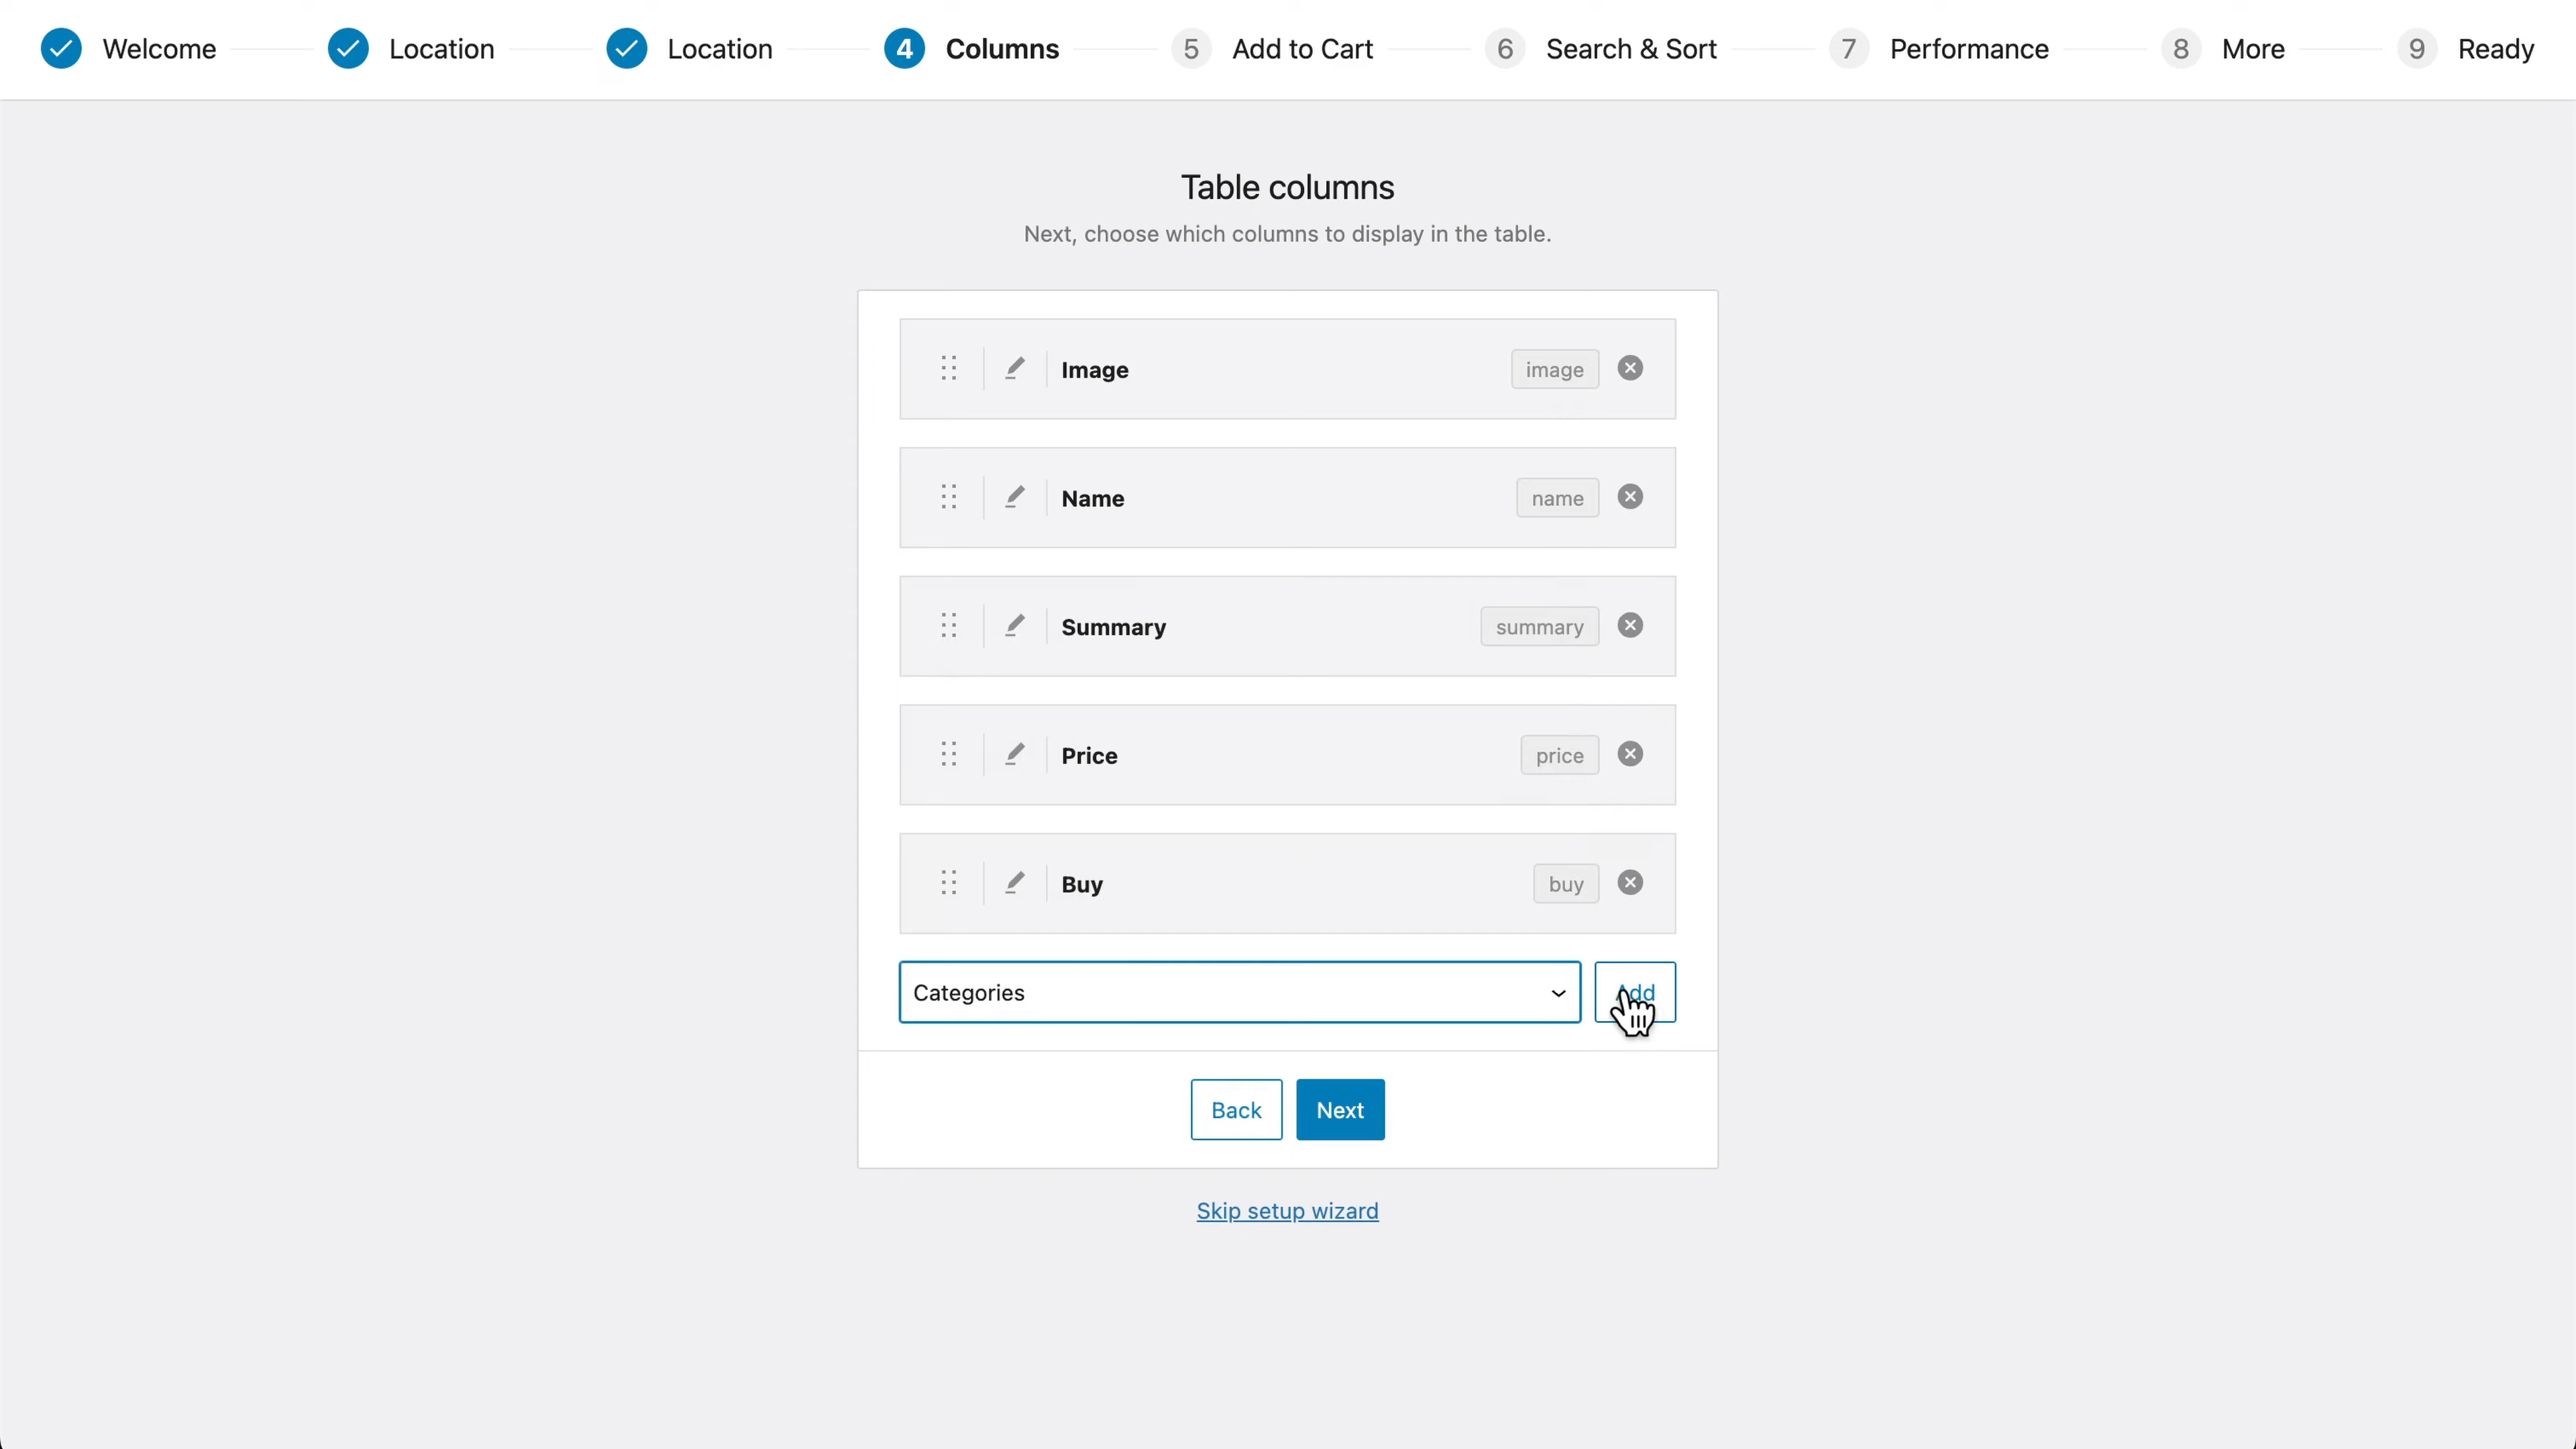 Welcome Location Location 4 Columns 5 Add to Cart 6 Search & Sort 7 Performance 8 More 9 Ready
Table columns
Next, choose which columns to display in the table.
Image image
Name name
Summary summary
Price price
Buy buy
Categories Add
Back Next
Skip setup wizard